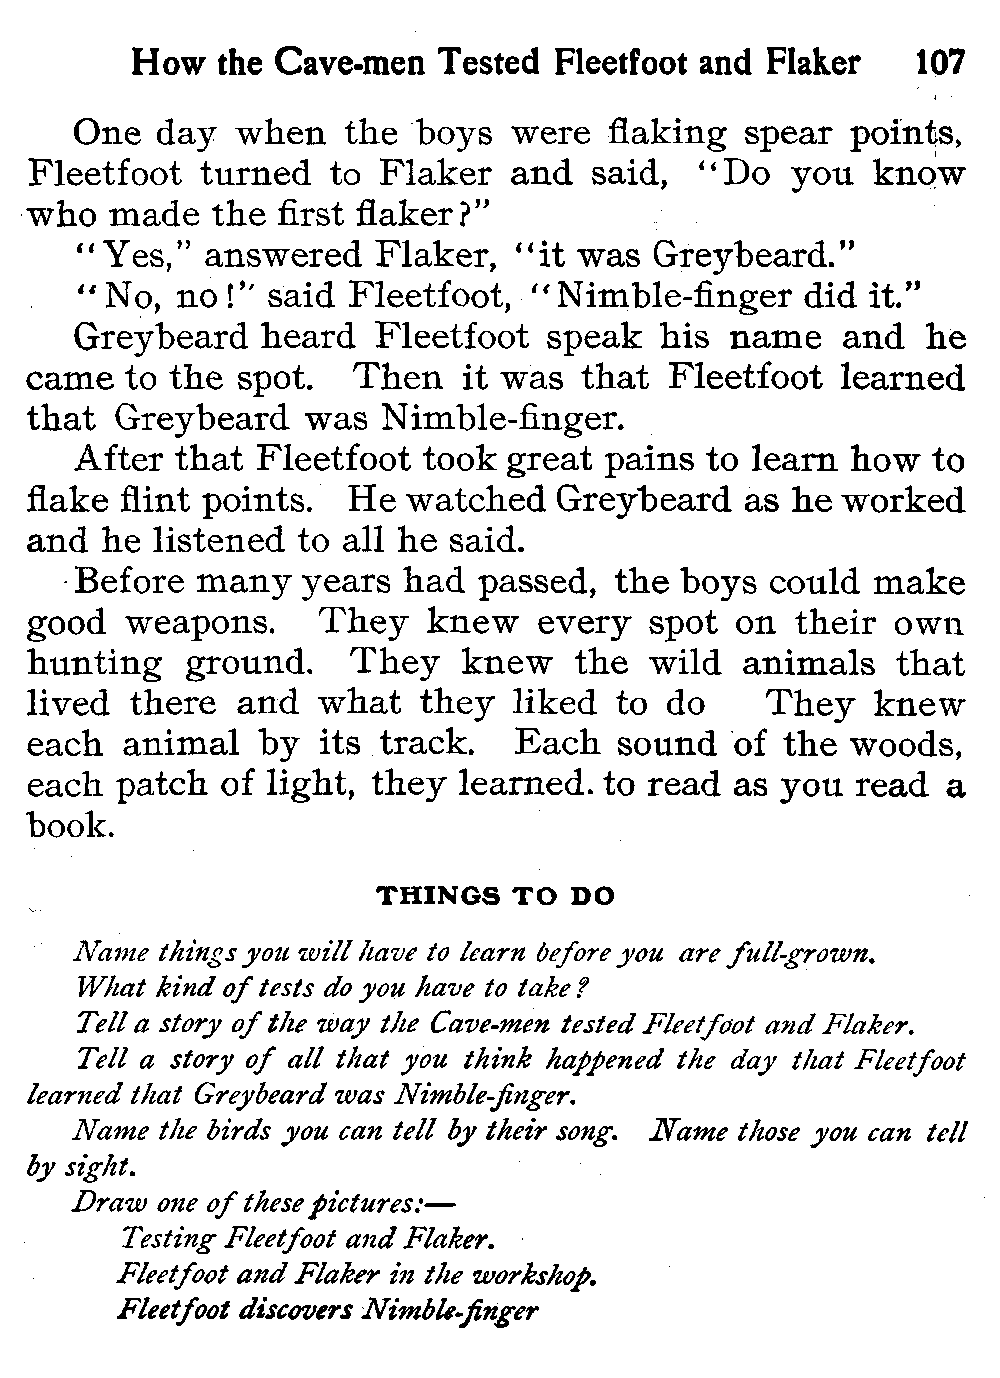 How the Cave-men Tested Fleetfoot and Flaker 107
One day when the boys were flaking spear points,
Fleetfoot turned to Flaker and said, “Do you know
who made the first flaker?”
“Yes,” answered Flaker, “it was Greybeard.”
“No, no!” said Fleetfoot, “Nimble-finger did it.”
Greybeard heard Fleetfoot speak his name and he
came to the spot. Then it was that Fleetfoot learned
that Greybeard was Nimble-finger.
After that Fleetfoot took great pains to learn how to
flake flint points. He watched Greybeard as he worked
and he listened to all he said.
Before many years had passed, the boys could make
good weapons. They knew every spot on their own
hunting ground. They knew the wild animals that
lived there and what they liked to do They knew
each animal by its track. Each sound of the woods,
each patch of light, they learned. to read as you read a
book.
THINGS TO DO
Name things you will have to learn before you are full-grown.
What kind of tests do you have to take?
Tell a story of the way the Cave-men tested Fleetfoot and Flaker.
Tell a story of all that you think happened the day that Fleetfoot
learned that Greybeard was Nimble-finger.
Name the birds you can tell by their song. Name those you can tell
by sight.
Draw one of these pictures:—
Testing Fleetfoot and Flaker.
Fleetfoot and Flaker in the workshop.
Fleetfoot discovers Nimble-finger